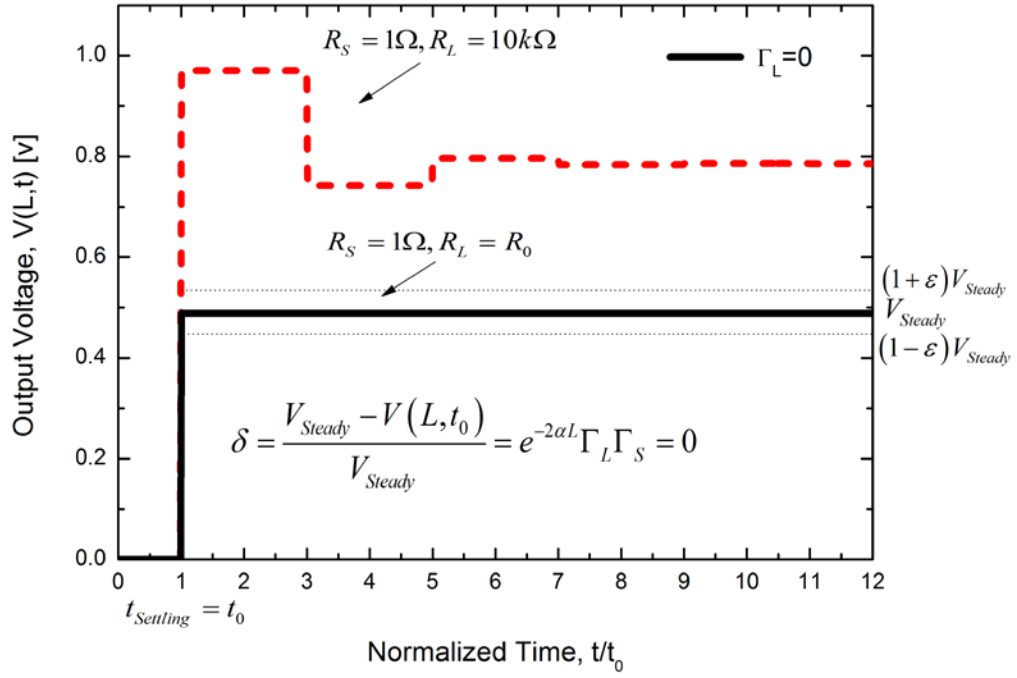 1.0
0.8
0.6
0.4
0.2
0.0
Output Voltage, V(L,t) [v]
R_S = 1Ω, R_L = 10kΩ
Γ_L=0
R_S = 1Ω, R_L = R_0
(1+ε)V_Steady
V_Steady
(1−ε)V_Steady
δ = (V_Steady − V(L,t_0)) / V_Steady = e^{−2αL} Γ_L Γ_S = 0
0 1 2 3 4 5 6 7 8 9 10 11 12
t_Settling = t_0
Normalized Time, t/t_0